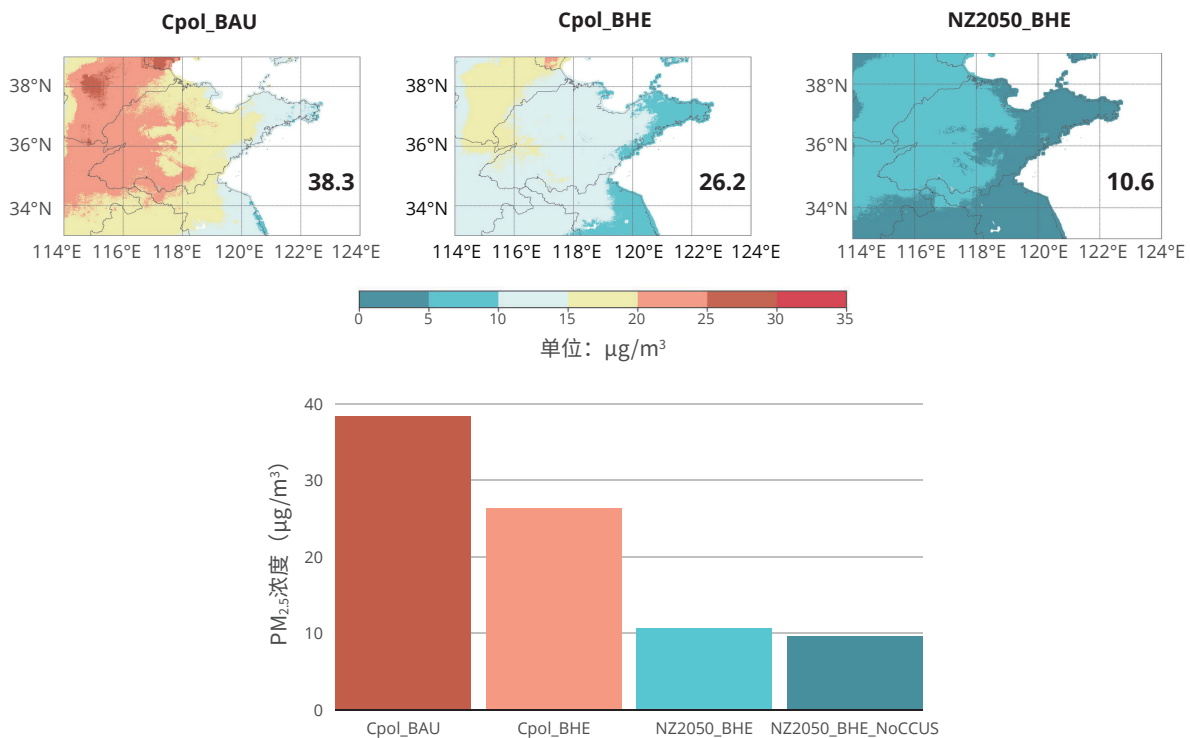 Cpol_BAU
Cpol_BHE
NZ2050_BHE
38°N
36°N
34°N
38.3
114°E 116°E 118°E 120°E 122°E 124°E
38°N
36°N
34°N
26.2
114°E 116°E 118°E 120°E 122°E 124°E
38°N
36°N
34°N
10.6
114°E 116°E 118°E 120°E 122°E 124°E
0 5 10 15 20 25 30 35
单位：μg/m³
PM₂.₅浓度（μg/m³）
40
30
20
10
0
Cpol_BAU
Cpol_BHE
NZ2050_BHE
NZ2050_BHE_NoCCUS